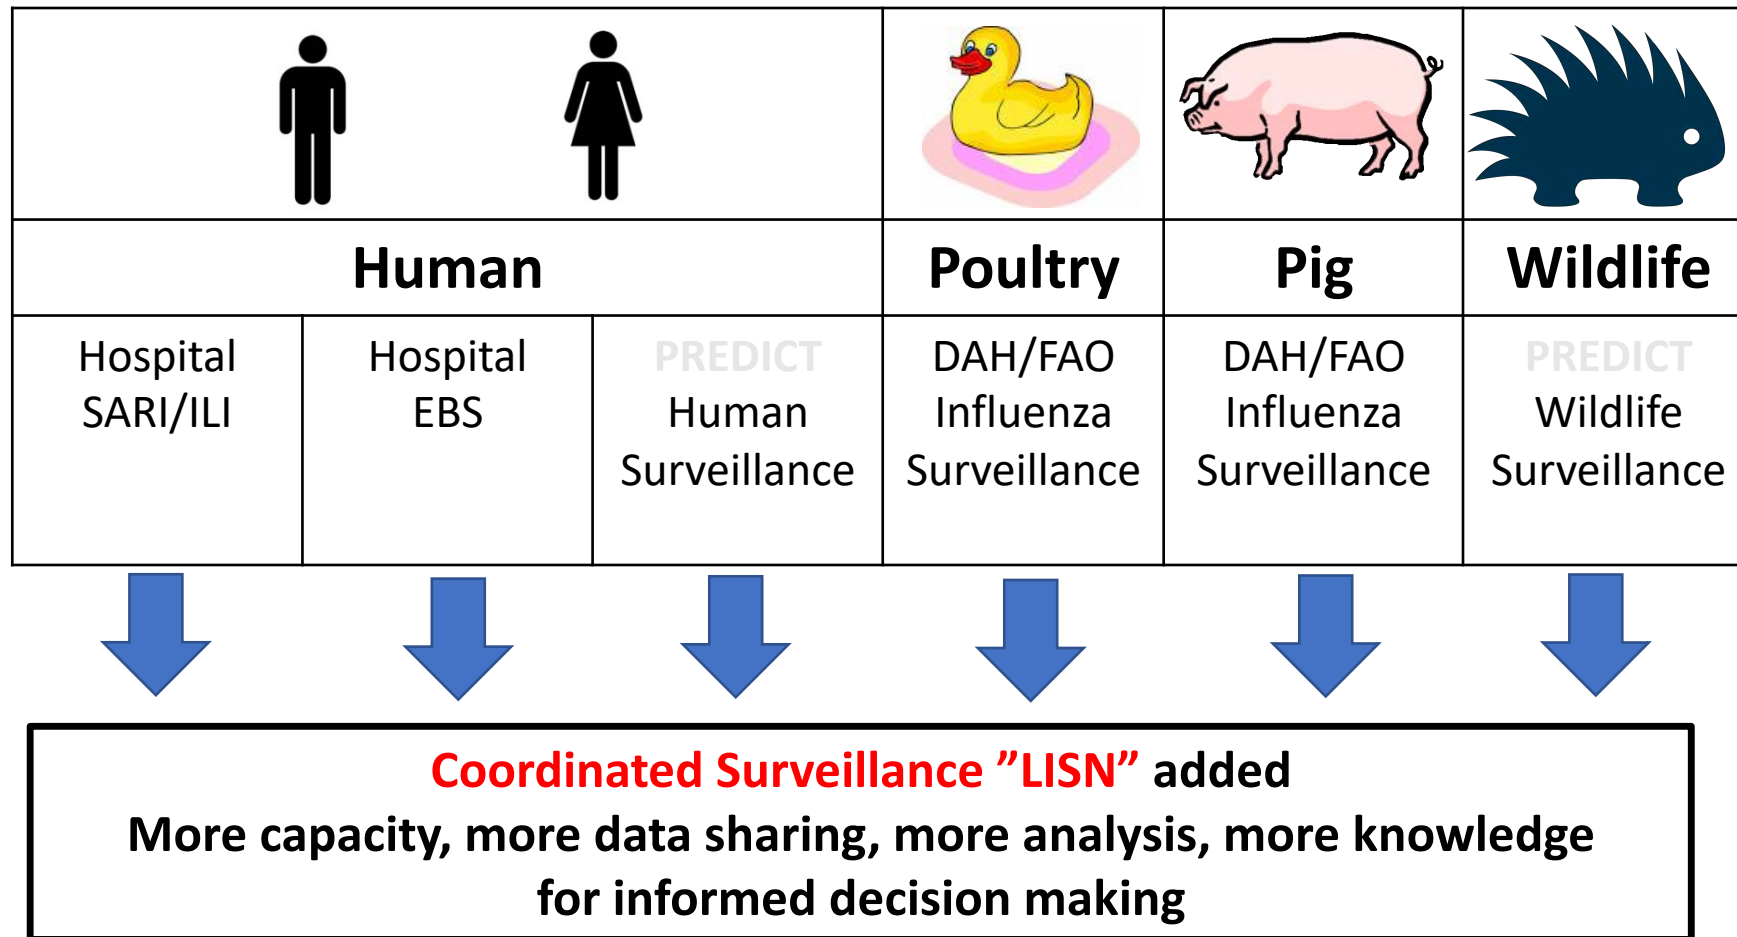 Human
Poultry
Pig
Wildlife
Hospital
SARI/ILI
Hospital
EBS
PREDICT
Human
Surveillance
DAH/FAO
Influenza
Surveillance
DAH/FAO
Influenza
Surveillance
PREDICT
Wildlife
Surveillance
Coordinated Surveillance ”LISN” added
More capacity, more data sharing, more analysis, more knowledge
for informed decision making